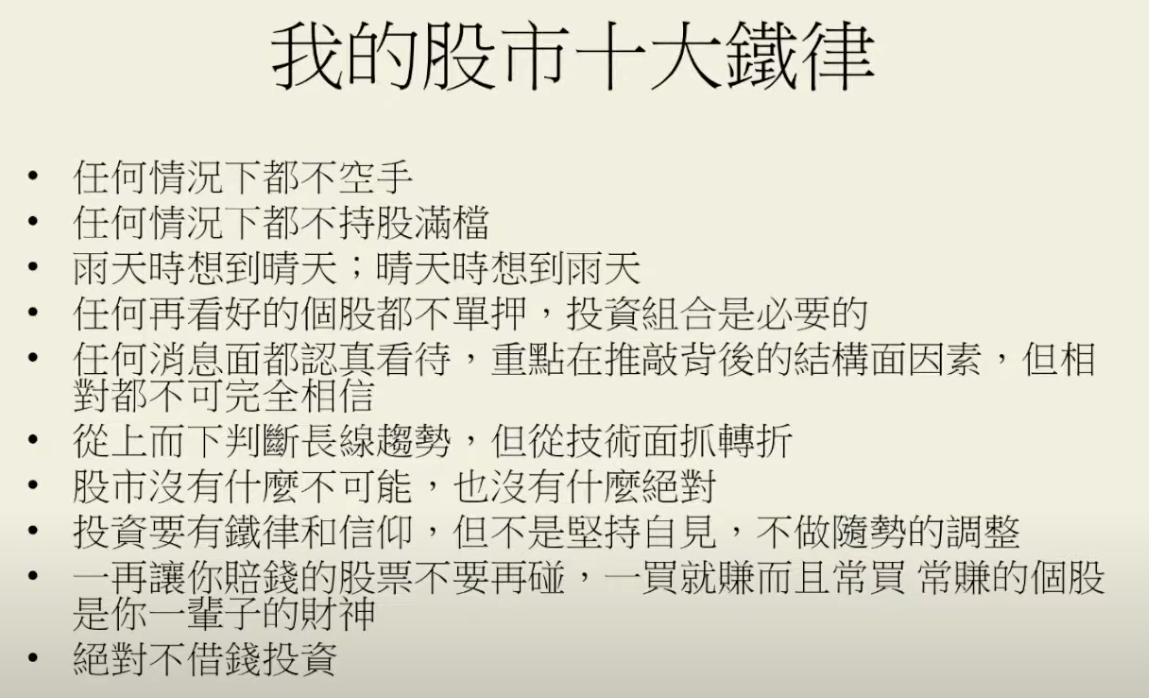 我的股市十大鐵律
• 任何情況下都不空手
• 任何情況下都不持股滿檔
• 雨天時想到晴天；晴天時想到雨天
• 任何再看好的個股都不單押，投資組合是必要的
• 任何消息面都認真看待，重點在推敲背後的結構面因素，但相
對都不可完全相信
• 從上而下判斷長線趨勢，但從技術面抓轉折
• 股市沒有什麼不可能，也沒有什麼絕對
• 投資要有鐵律和信仰，但不是堅持自見，不做隨勢的調整
• 一再讓你賠錢的股票不要再碰，一買就賺而且常買 常賺的個股
是你一輩子的財神
• 絕對不借錢投資